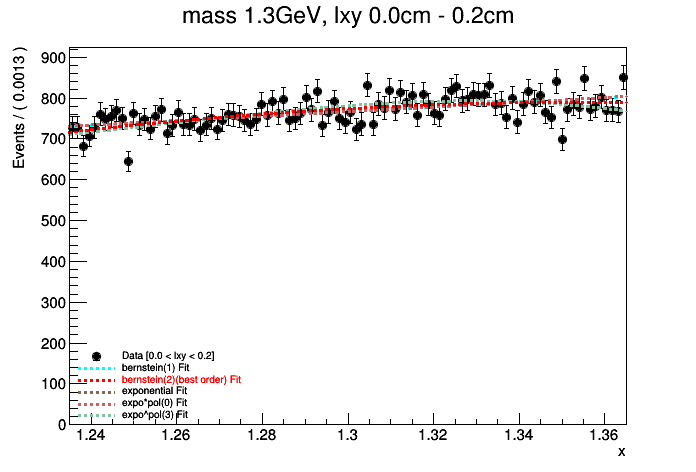 mass 1.3GeV, lxy 0.0cm - 0.2cm
Events / ( 0.0013 )
900
800
700
600
500
400
300
200
100
0
Data [0.0 < lxy < 0.2]
bernstein(1) Fit
bernstein(2)(best order) Fit
exponential Fit
expo*pol(0) Fit
expo^pol(3) Fit
1.24 1.26 1.28 1.3 1.32 1.34 1.36
x